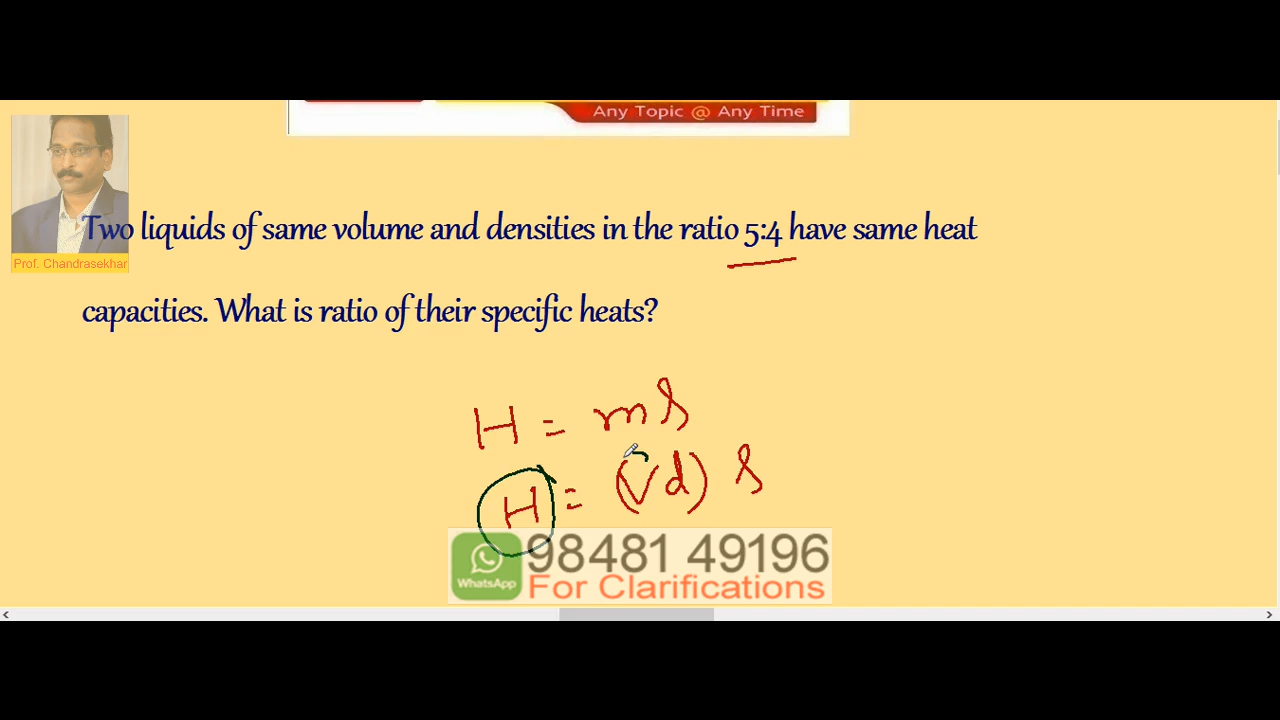 Any Topic @ Any Time
Prof. Chandrasekhar
Two liquids of same volume and densities in the ratio 5:4 have same heat
capacities. What is ratio of their specific heats?
H = mS
H = (Vd) S
WhatsApp
98481 49196
For Clarifications